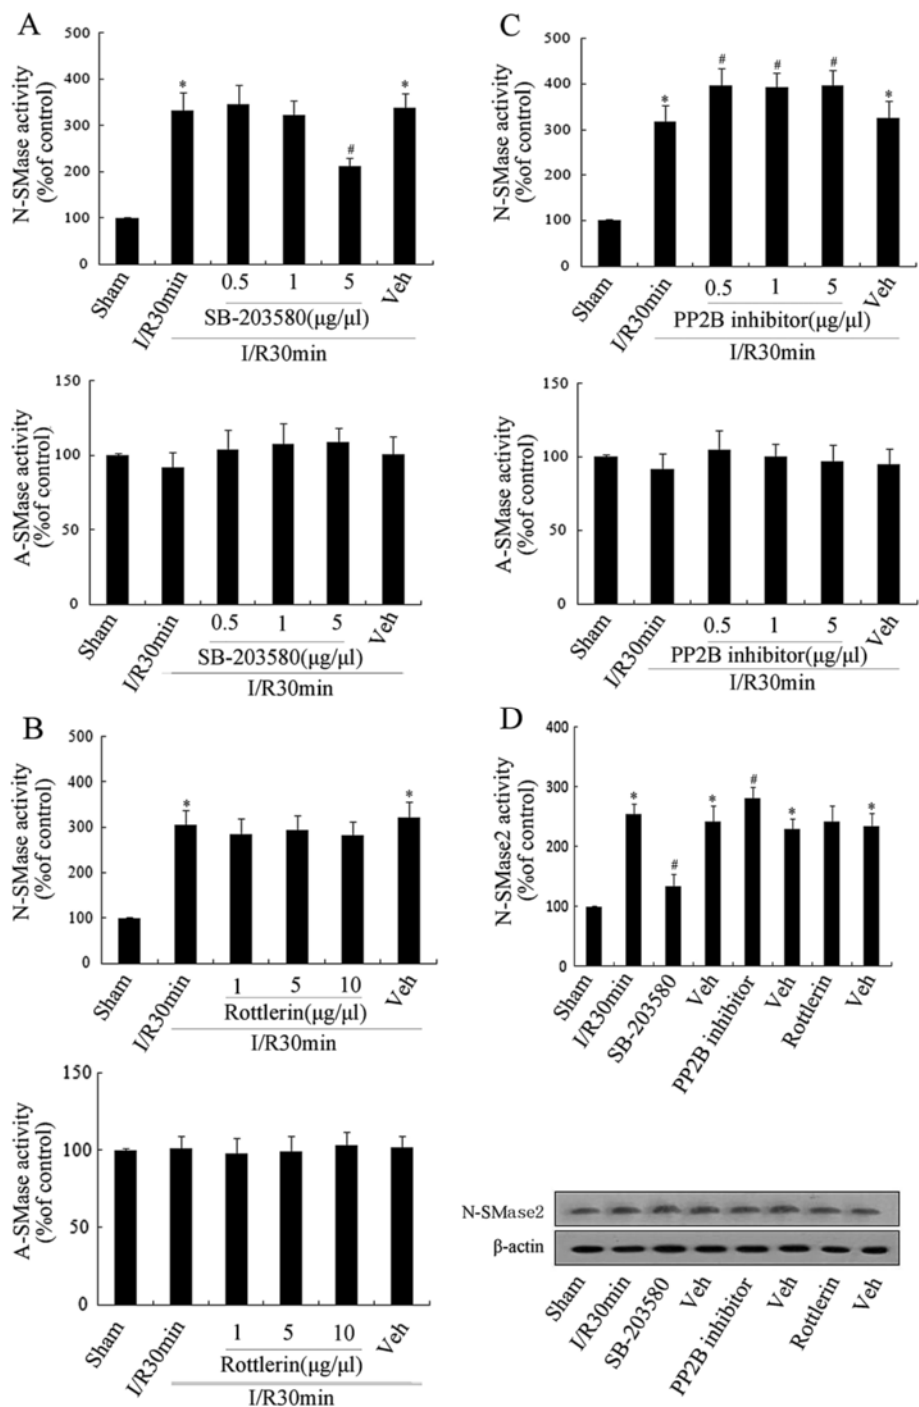 A
N-SMase activity
(%of control)
500
400
300
200
100
0
*
#
*
Sham
I/R30min
0.5 1 5
Veh
SB-203580(μg/μl)
I/R30min
A-SMase activity
(%of control)
150
100
50
0
Sham
I/R30min
0.5 1 5
Veh
SB-203580(μg/μl)
I/R30min
B
N-SMase activity
(%of control)
500
400
300
200
100
0
*
*
Sham
I/R30min
1 5 10
Veh
Rottlerin(μg/μl)
I/R30min
A-SMase activity
(%of control)
150
100
50
0
Sham
I/R30min
1 5 10
Veh
Rottlerin(μg/μl)
I/R30min
C
N-SMase activity
(%of control)
500
400
300
200
100
0
*
# # #
*
Sham
I/R30min
0.5 1 5
Veh
PP2B inhibitor(μg/μl)
I/R30min
A-SMase activity
(%of control)
150
100
50
0
Sham
I/R30min
0.5 1 5
Veh
PP2B inhibitor(μg/μl)
I/R30min
D
N-SMase2 activity
(%of control)
400
300
200
100
0
*
#
*
#
*
*
Sham
I/R30min
SB-203580
Veh
PP2B inhibitor
Veh
Rottlerin
Veh
N-SMase2
β-actin
Sham
I/R30min
SB-203580
Veh
PP2B inhibitor
Veh
Rottlerin
Veh